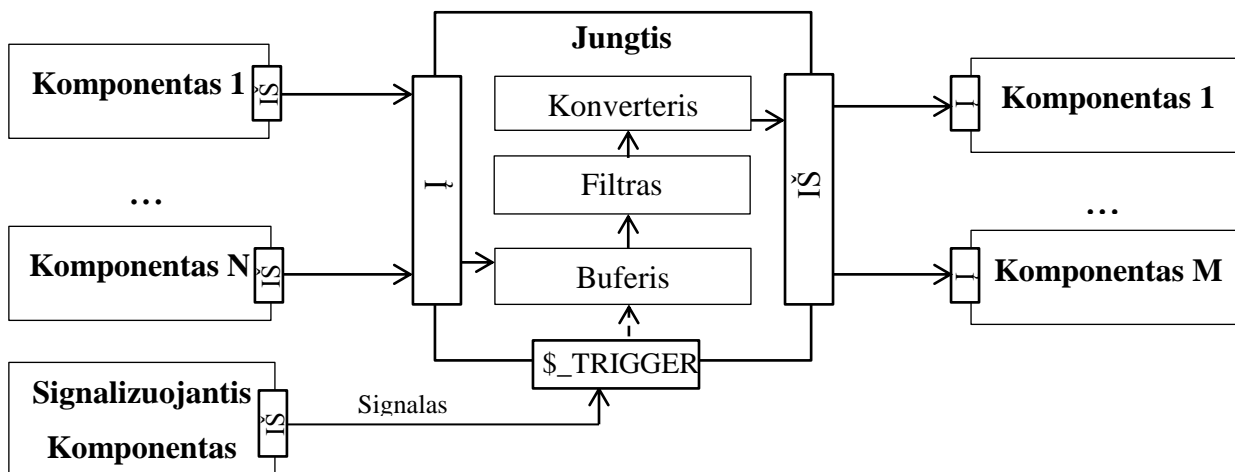 Komponentas 1
IŠ
...
Komponentas N
IŠ
Signalizuojantis
Komponentas
IŠ
Signalas
Jungtis
Į
Konverteris
Filtras
Buferis
$_TRIGGER
IŠ
Į
Komponentas 1
...
Į
Komponentas M